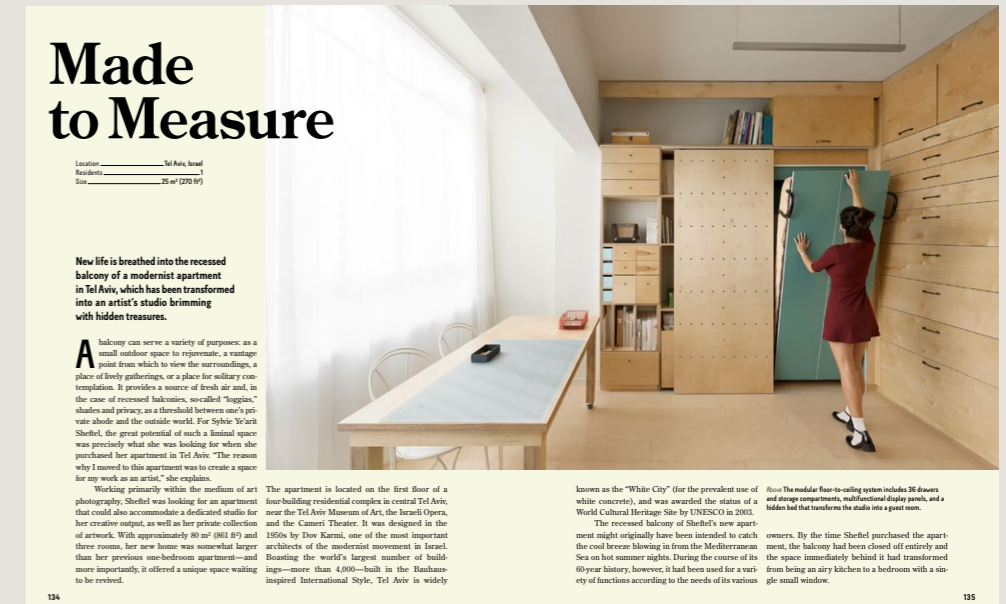 Made
to Measure
Location Tel Aviv, Israel
Residents 1
Size 25 m² (270 ft²)
New life is breathed into the recessed
balcony of a modernist apartment
in Tel Aviv, which has been transformed
into an artist's studio brimming
with hidden treasures.
A balcony can serve a variety of purposes: as a
small outdoor space to rejuvenate, a vantage
point from which to view the surroundings, a
place of lively gatherings, or a place for solitary con-
templation. It provides a source of fresh air and, in
the case of recessed balconies, so-called “loggias,”
shades and privacy, as a threshold between one's pri-
vate abode and the outside world. For Sylvie Ye'arit
Sheftel, the great potential of such a liminal space
was precisely what she was looking for when she
purchased her apartment in Tel Aviv. “The reason
why I moved to this apartment was to create a space
for my work as an artist,” she explains.
Working primarily within the medium of art
photography, Sheftel was looking for an apartment
that could also accommodate a dedicated studio for
her creative output, as well as her private collection
of artwork. With approximately 80 m² (861 ft²) and
three rooms, her new home was somewhat larger
than her previous one-bedroom apartment—and
more importantly, it offered a unique space waiting
to be revived.
The apartment is located on the first floor of a
four-building residential complex in central Tel Aviv,
near the Tel Aviv Museum of Art, the Israeli Opera,
and the Cameri Theater. It was designed in the
1950s by Dov Karmi, one of the most important
architects of the modernist movement in Israel.
Boasting the world's largest number of build-
ings—more than 4,000—built in the Bauhaus-
inspired International Style, Tel Aviv is widely
known as the “White City” (for the prevalent use of
white concrete), and was awarded the status of a
World Cultural Heritage Site by UNESCO in 2003.
The recessed balcony of Sheftel's new apart-
ment might originally have been intended to catch
the cool breeze blowing in from the Mediterranean
Sea on hot summer nights. During the course of its
60-year history, however, it had been used for a vari-
ety of functions according to the needs of its various
Above The modular floor-to-ceiling system includes 36 drawers
and storage compartments, multifunctional display panels, and a
hidden bed that transforms the studio into a guest room.
owners. By the time Sheftel purchased the apart-
ment, the balcony had been closed off entirely and
the space immediately behind it had transformed
from being an airy kitchen to a bedroom with a sin-
gle small window.
134
135